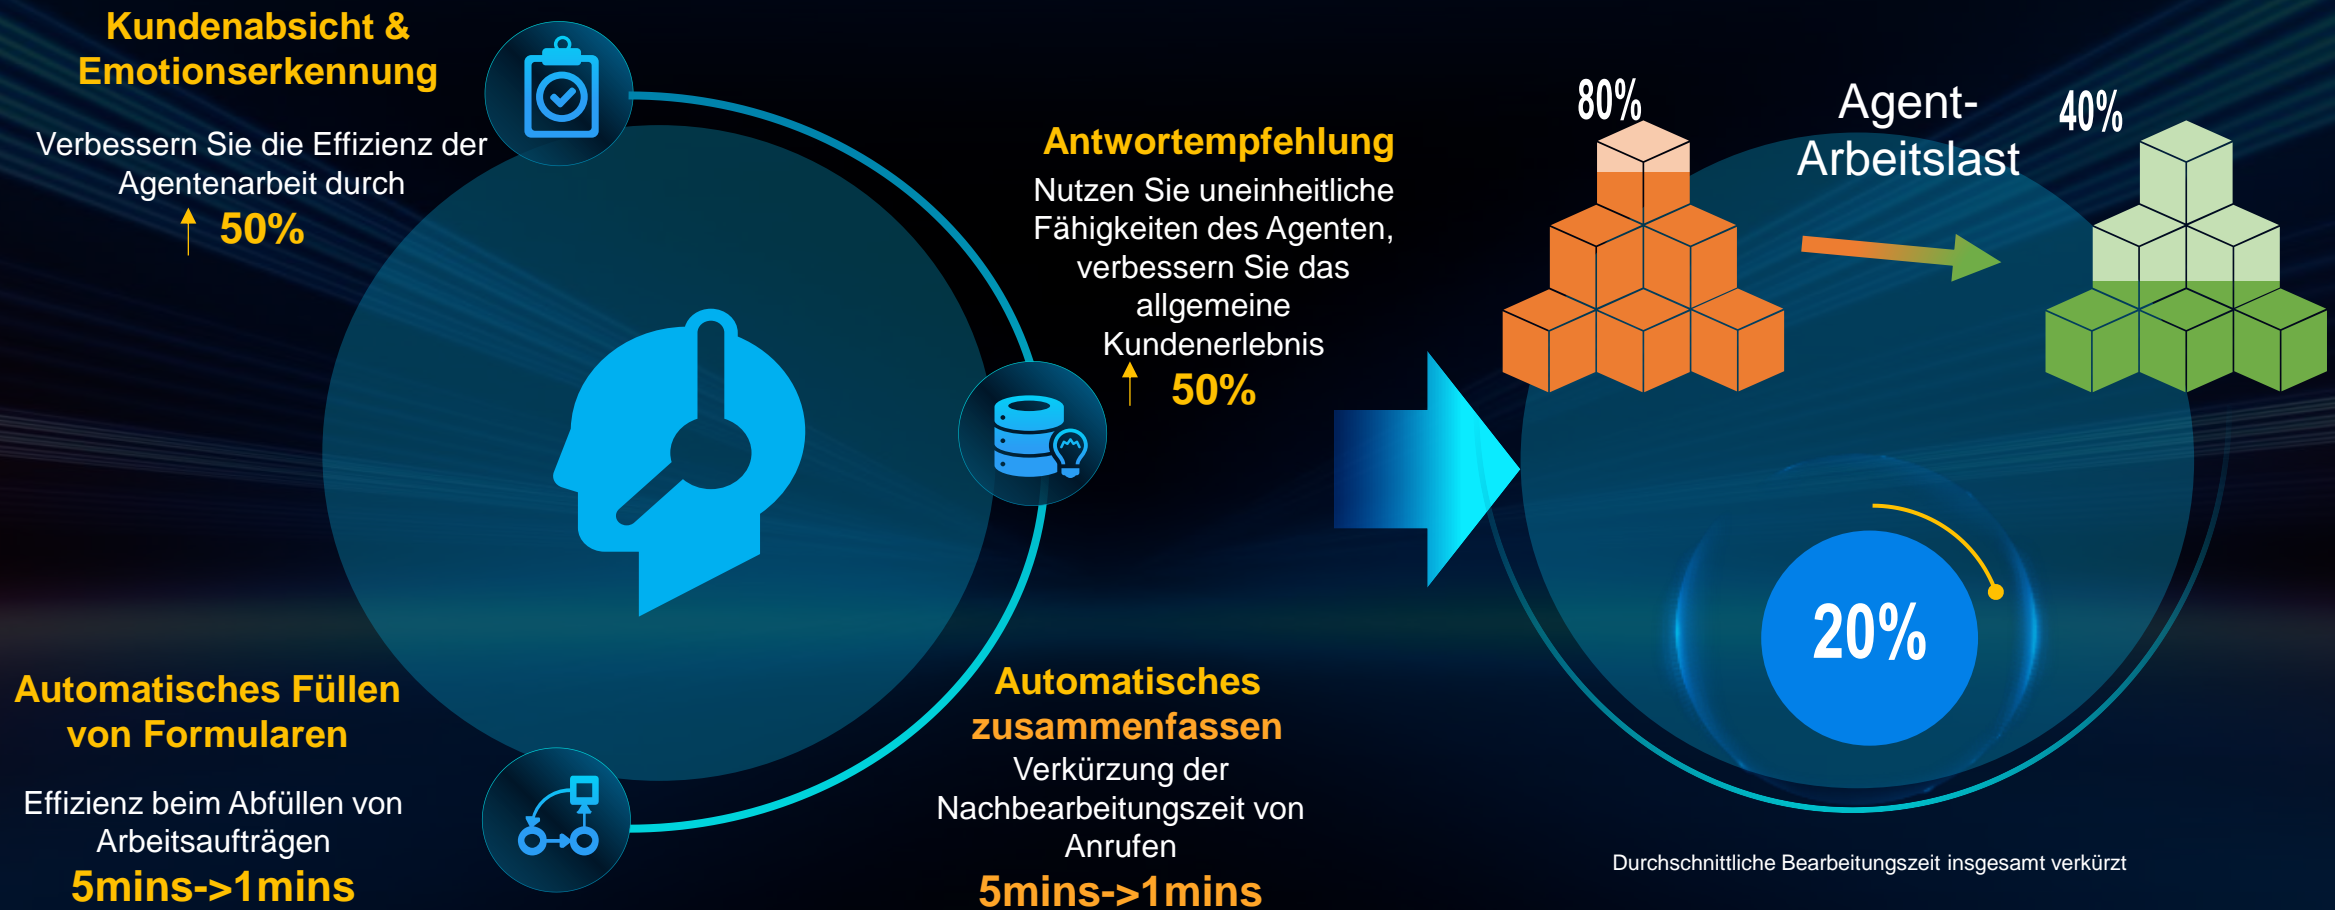 Kundenabsicht &
Emotionserkennung
Verbessern Sie die Effizienz der
Agentenarbeit durch
50%
Antwortempfehlung
Nutzen Sie uneinheitliche
Fähigkeiten des Agenten,
verbessern Sie das
allgemeine
Kundenerlebnis
50%
Automatisches Füllen
von Formularen
Effizienz beim Abfüllen von
Arbeitsaufträgen
5mins->1mins
Automatisches
zusammenfassen
Verkürzung der
Nachbearbeitungszeit von
Anrufen
5mins->1mins
80%
Agent-
Arbeitslast
40%
20%
Durchschnittliche Bearbeitungszeit insgesamt verkürzt